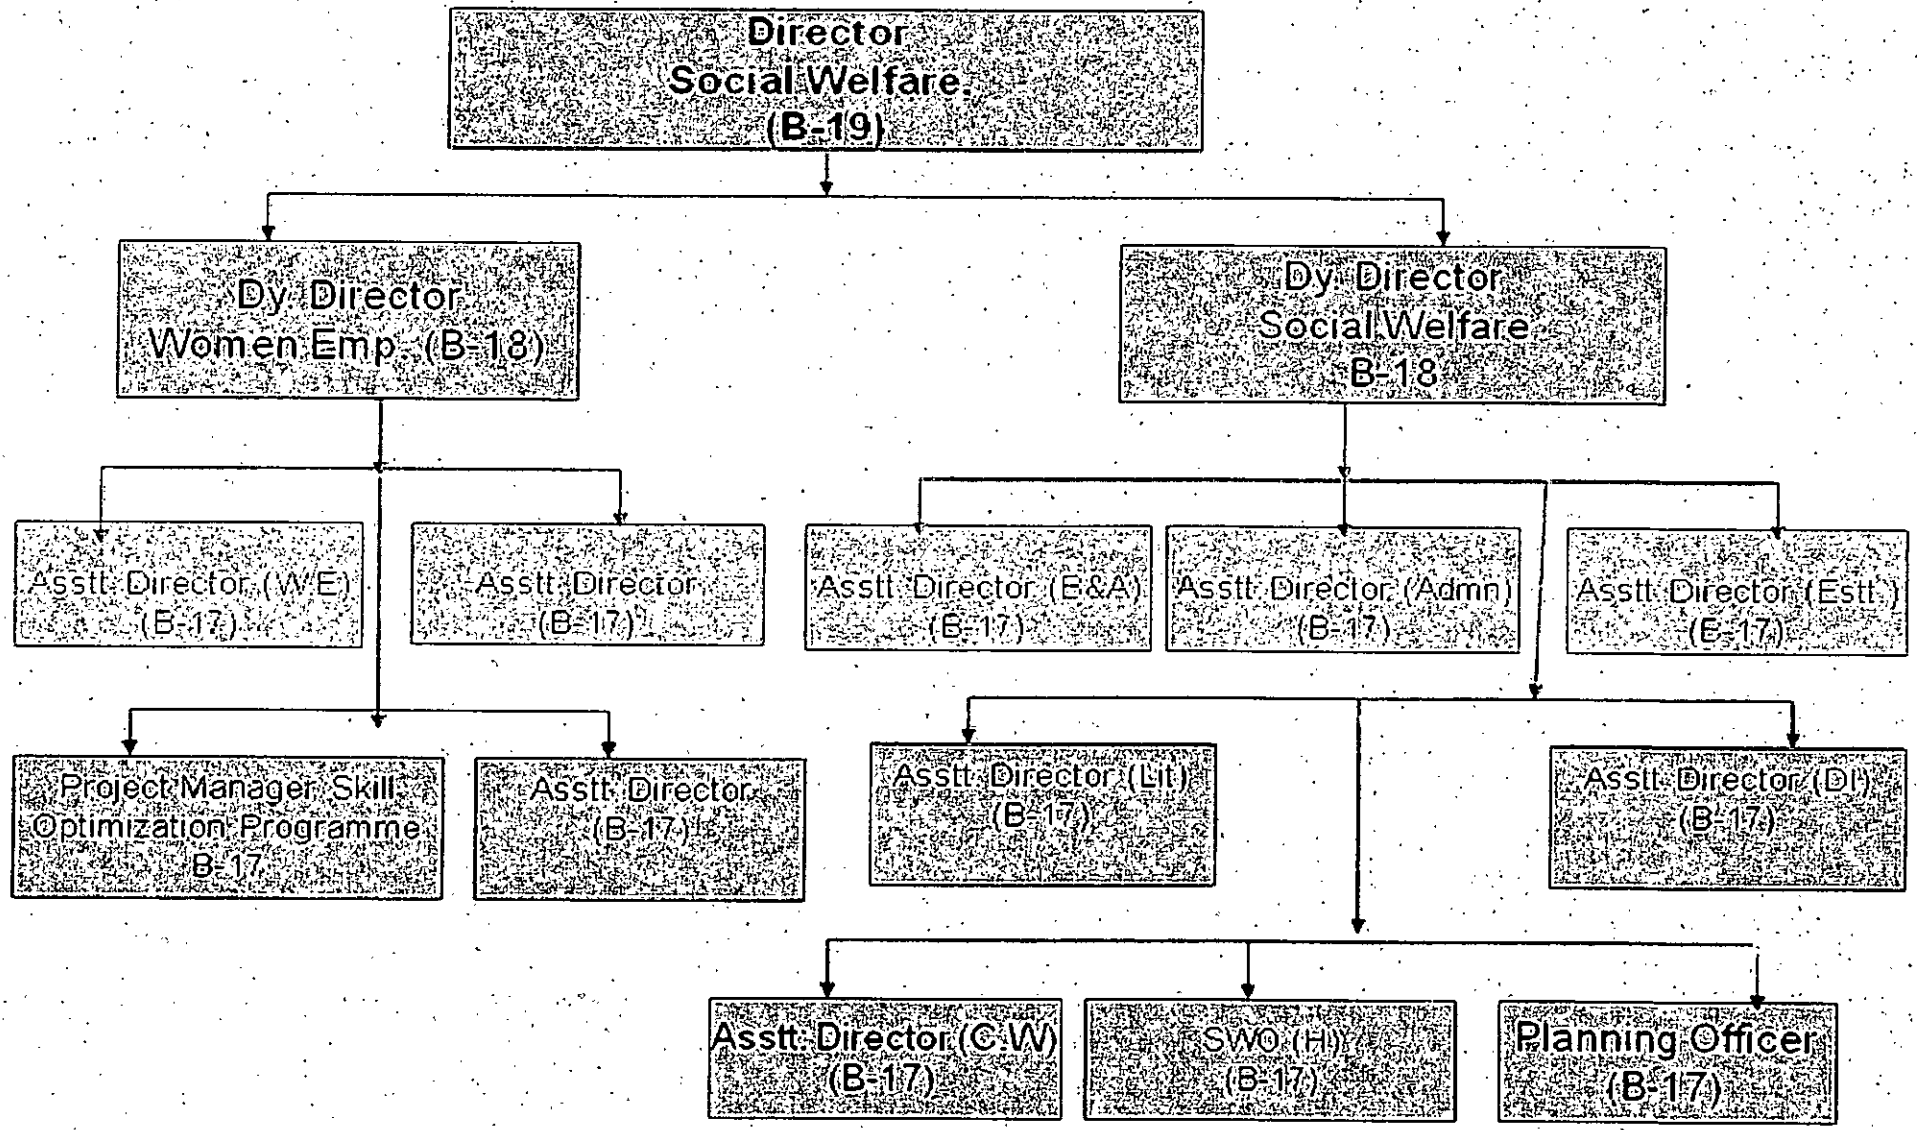 Director
Social Welfare.
(B-19)
Dy. Director
Women Emp. (B-18)
Dy. Director
Social Welfare
B-18
Asstt. Director (W.E)
(B-17)
Asstt. Director
(B-17)
Asstt. Director (E&A)
(B-17)
Asstt. Director (Admn)
(B-17)
Asstt. Director (Estt.)
(B-17)
Project Manager Skill
Optimization Programme
B-17
Asstt. Director
(B-17)
Asstt. Director (Lit)
(B-17)
Asstt. Director (DI)
(B-17)
Asstt. Director (C.W)
(B-17)
SWO (H)
(B-17)
Planning Officer
(B-17)